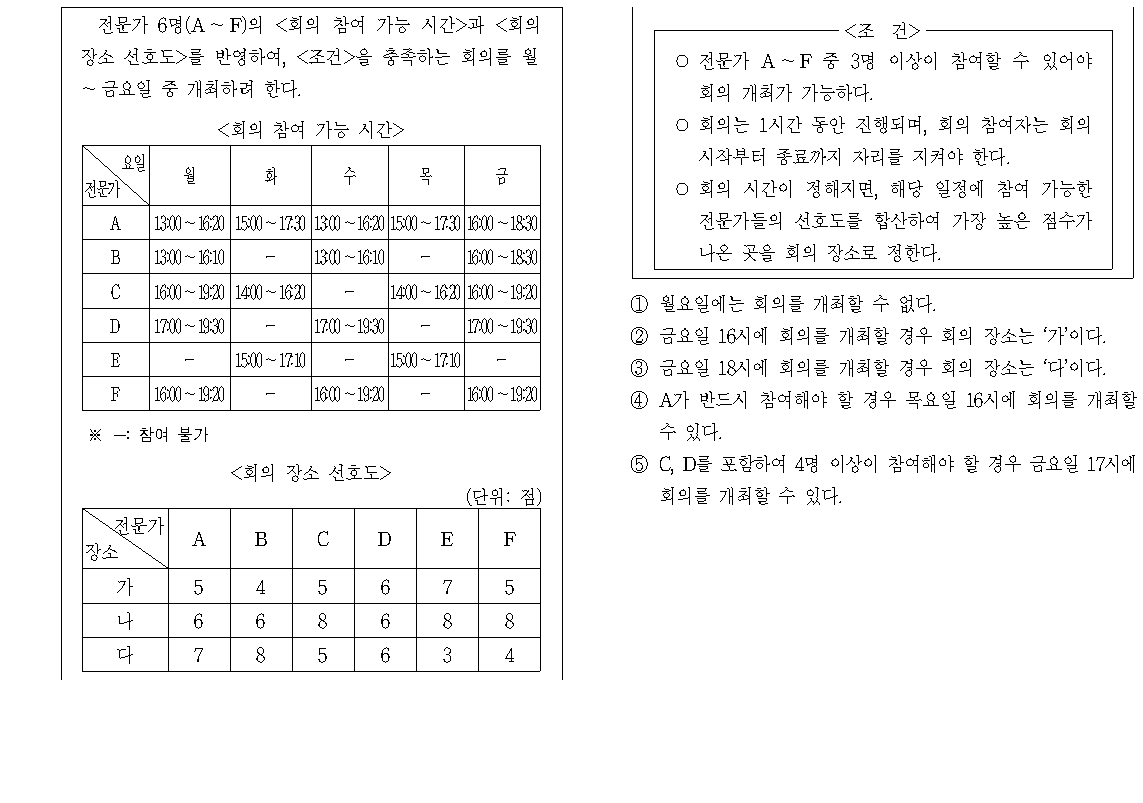 전문가 6명(A ~ F)의 <회의 참여 가능 시간>과 <회의
장소 선호도>를 반영하여, <조건>을 충족하는 회의를 월
~ 금요일 중 개최하려 한다.
<회의 참여 가능 시간>
요일
전문가 월 화 수 목 금
A 13:00 ~ 16:20 15:00 ~ 17:30 13:00 ~ 16:20 15:00 ~ 17:30 16:00 ~ 18:30
B 13:00 ~ 16:10 - 13:00 ~ 16:10 - 16:00 ~ 18:30
C 16:00 ~ 19:20 14:00 ~ 16:20 - 14:00 ~ 16:20 16:00 ~ 19:20
D 17:00 ~ 19:30 - 17:00 ~ 19:30 - 17:00 ~ 19:30
E - 15:00 ~ 17:10 - 15:00 ~ 17:10 -
F 16:00 ~ 19:20 - 16:00 ~ 19:20 - 16:00 ~ 19:20
※ -: 참여 불가
<회의 장소 선호도>
(단위: 점)
전문가
장소 A B C D E F
가 5 4 5 6 7 5
나 6 6 8 6 8 8
다 7 8 5 6 3 4
<조 건>
○ 전문가 A ~ F 중 3명 이상이 참여할 수 있어야
회의 개최가 가능하다.
○ 회의는 1시간 동안 진행되며, 회의 참여자는 회의
시작부터 종료까지 자리를 지켜야 한다.
○ 회의 시간이 정해지면, 해당 일정에 참여 가능한
전문가들의 선호도를 합산하여 가장 높은 점수가
나온 곳을 회의 장소로 정한다.
① 월요일에는 회의를 개최할 수 없다.
② 금요일 16시에 회의를 개최할 경우 회의 장소는 ‘가’이다.
③ 금요일 18시에 회의를 개최할 경우 회의 장소는 ‘다’이다.
④ A가 반드시 참여해야 할 경우 목요일 16시에 회의를 개최할
수 있다.
⑤ C, D를 포함하여 4명 이상이 참여해야 할 경우 금요일 17시에
회의를 개최할 수 있다.